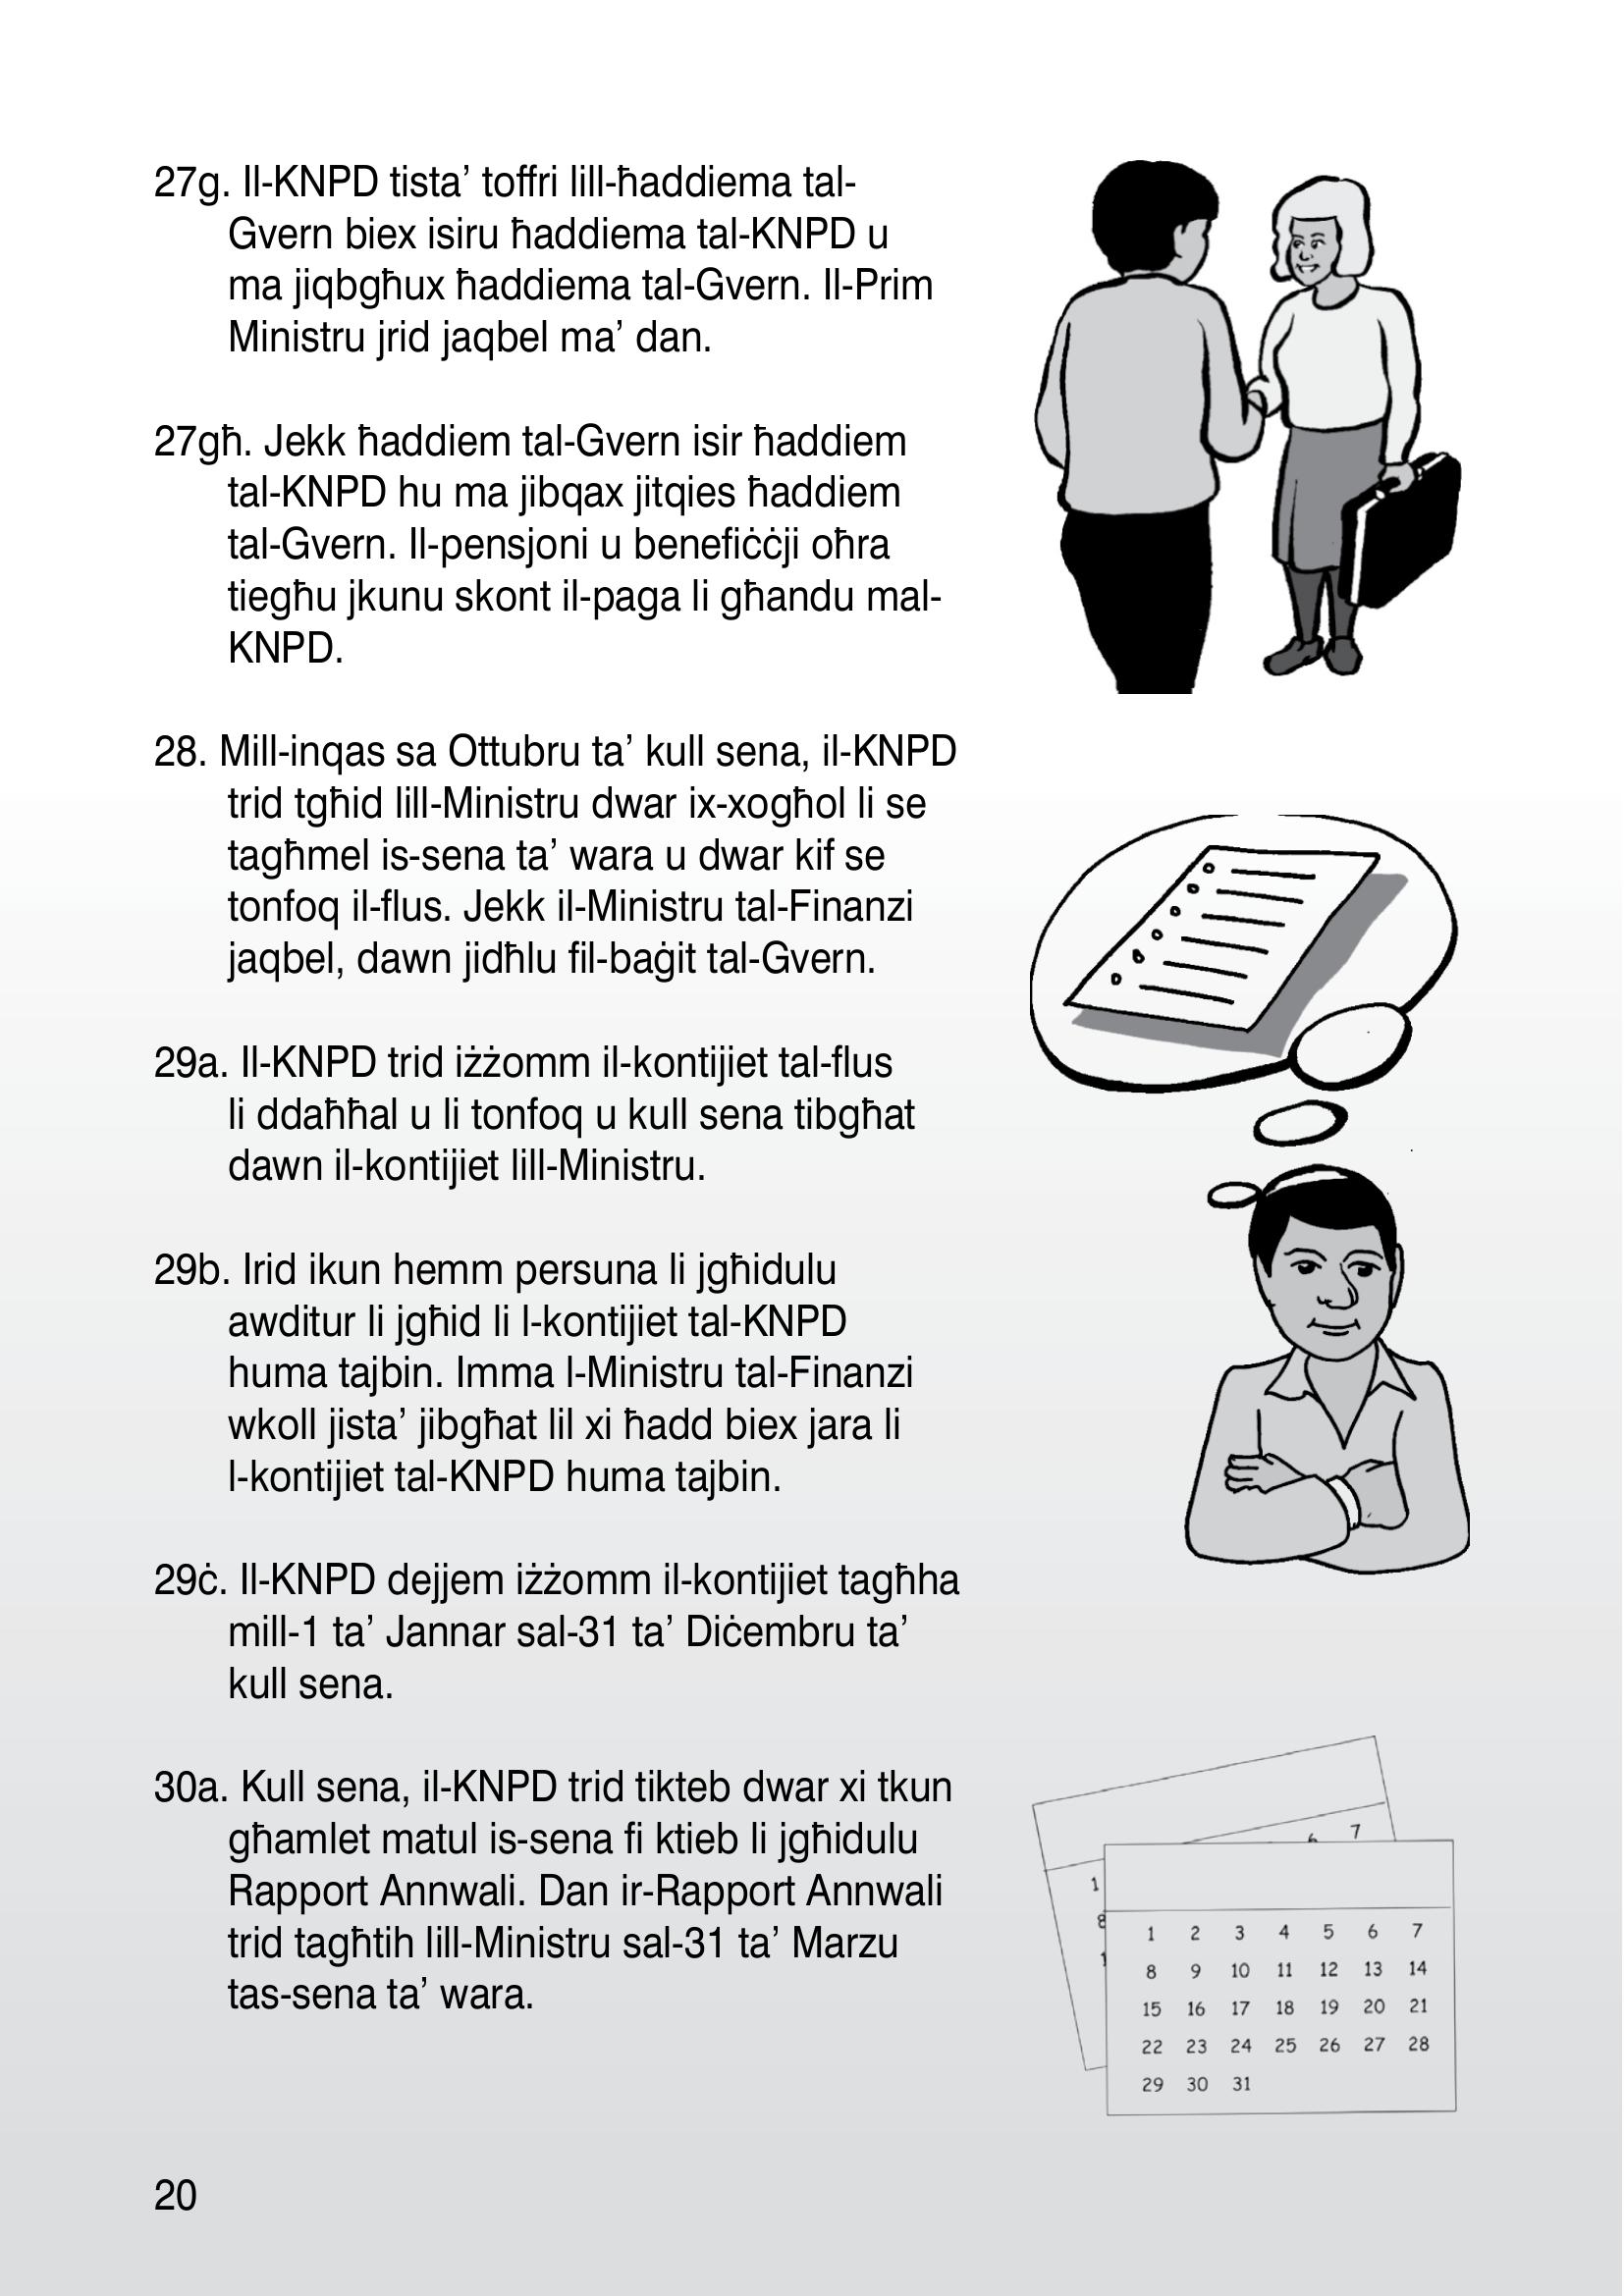 27g. Il-KNPD tista’ toffri lill-ħaddiema tal-
Gvern biex isiru ħaddiema tal-KNPD u
ma jiqbgħux ħaddiema tal-Gvern. Il-Prim
Ministru jrid jaqbel ma’ dan.
27għ. Jekk ħaddiem tal-Gvern isir ħaddiem
tal-KNPD hu ma jibqax jitqies ħaddiem
tal-Gvern. Il-pensjoni u benefiċċji oħra
tiegħu jkunu skont il-paga li għandu mal-
KNPD.
28. Mill-inqas sa Ottubru ta’ kull sena, il-KNPD
trid tgħid lill-Ministru dwar ix-xogħol li se
tagħmel is-sena ta’ wara u dwar kif se
tonfoq il-flus. Jekk il-Ministru tal-Finanzi
jaqbel, dawn jidħlu fil-baġit tal-Gvern.
29a. Il-KNPD trid iżżomm il-kontijiet tal-flus
li ddaħħal u li tonfoq u kull sena tibgħat
dawn il-kontijiet lill-Ministru.
29b. Irid ikun hemm persuna li jgħidulu
awditur li jgħid li l-kontijiet tal-KNPD
huma tajbin. Imma l-Ministru tal-Finanzi
wkoll jista’ jibgħat lil xi ħadd biex jara li
l-kontijiet tal-KNPD huma tajbin.
29ċ. Il-KNPD dejjem iżżomm il-kontijiet tagħha
mill-1 ta’ Jannar sal-31 ta’ Diċembru ta’
kull sena.
30a. Kull sena, il-KNPD trid tikteb dwar xi tkun
għamlet matul is-sena fi ktieb li jgħidulu
Rapport Annwali. Dan ir-Rapport Annwali
trid tagħtih lill-Ministru sal-31 ta’ Marzu
tas-sena ta’ wara.
6 7
1
8
1
1 2 3 4 5 6 7
8 9 10 11 12 13 14
15 16 17 18 19 20 21
22 23 24 25 26 27 28
29 30 31
20